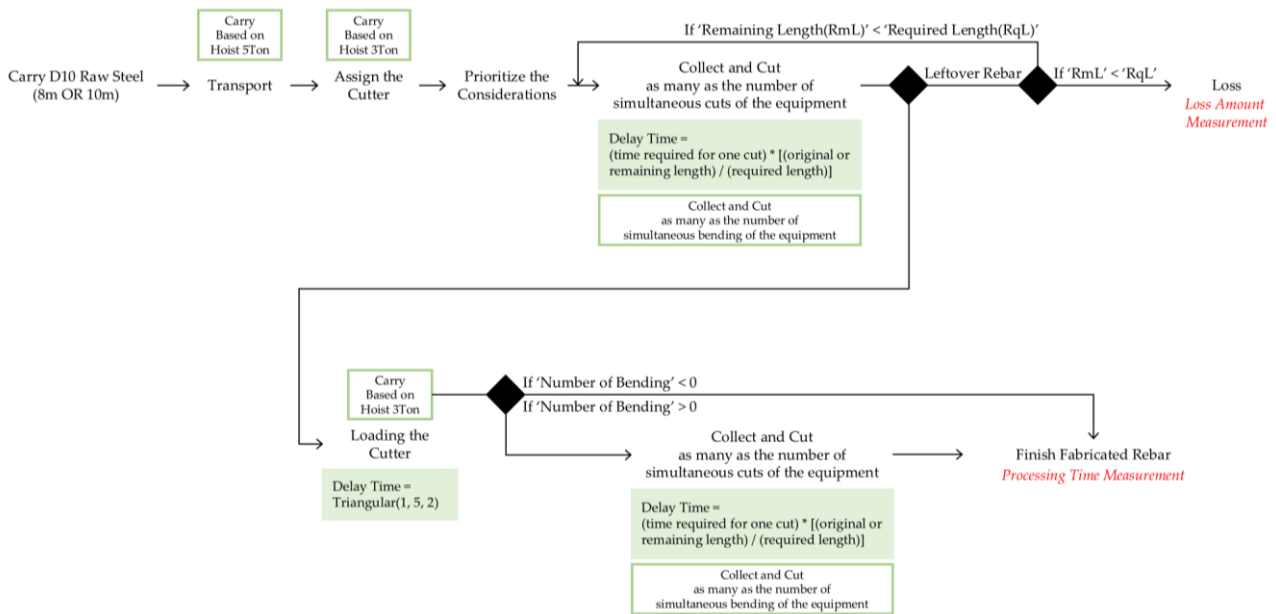 Carry
Based on
Hoist 5Ton
Carry
Based on
Hoist 3Ton
If 'Remaining Length(RmL)' < 'Required Length(RqL)'
Carry D10 Raw Steel
(8m OR 10m)
Transport
Assign the
Cutter
Prioritize the
Considerations
Collect and Cut
as many as the number of
simultaneous cuts of the equipment
Leftover Rebar
If 'RmL' < 'RqL'
Loss
Loss Amount
Measurement
Delay Time =
(time required for one cut) * [(original or
remaining length) / (required length)]
Collect and Cut
as many as the number of
simultaneous bending of the equipment
Carry
Based on
Hoist 3Ton
If 'Number of Bending' < 0
If 'Number of Bending' > 0
Loading the
Cutter
Delay Time =
Triangular(1, 5, 2)
Collect and Cut
as many as the number of
simultaneous cuts of the equipment
Finish Fabricated Rebar
Processing Time Measurement
Delay Time =
(time required for one cut) * [(original or
remaining length) / (required length)]
Collect and Cut
as many as the number of
simultaneous bending of the equipment